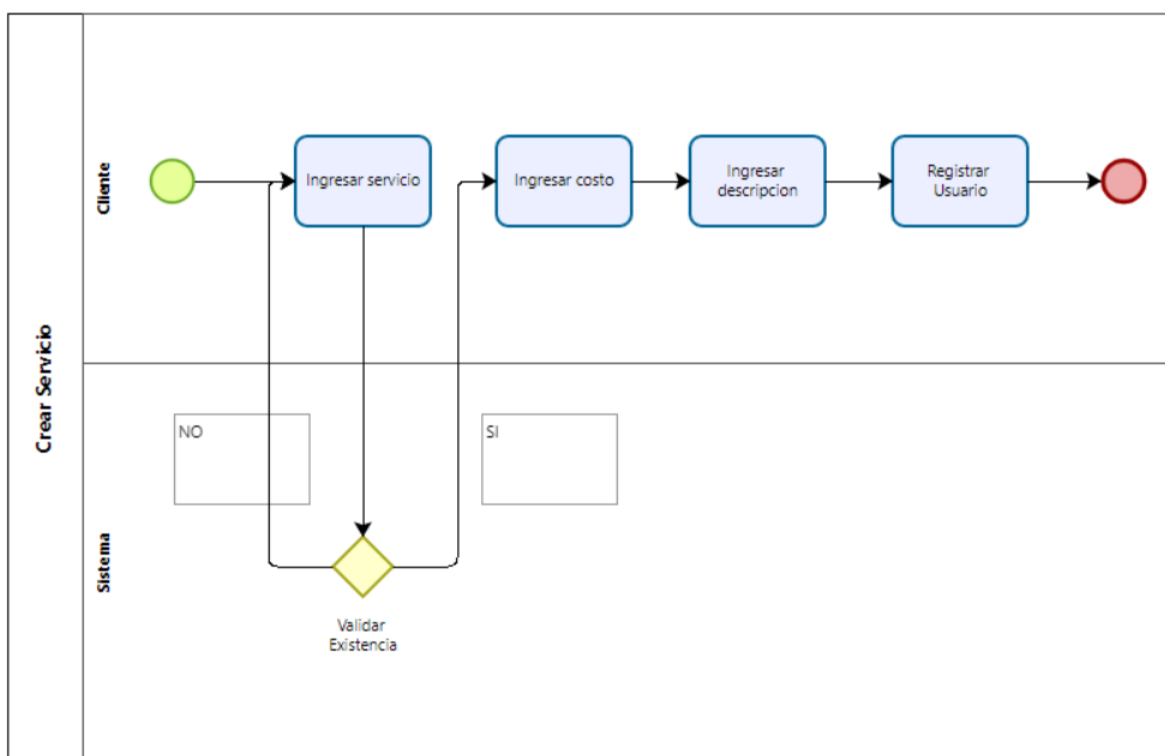 Crear Servicio
Cliente
Ingresar servicio
Ingresar costo
Ingresar
descripcion
Registrar
Usuario
Sistema
NO
SI
Validar
Existencia